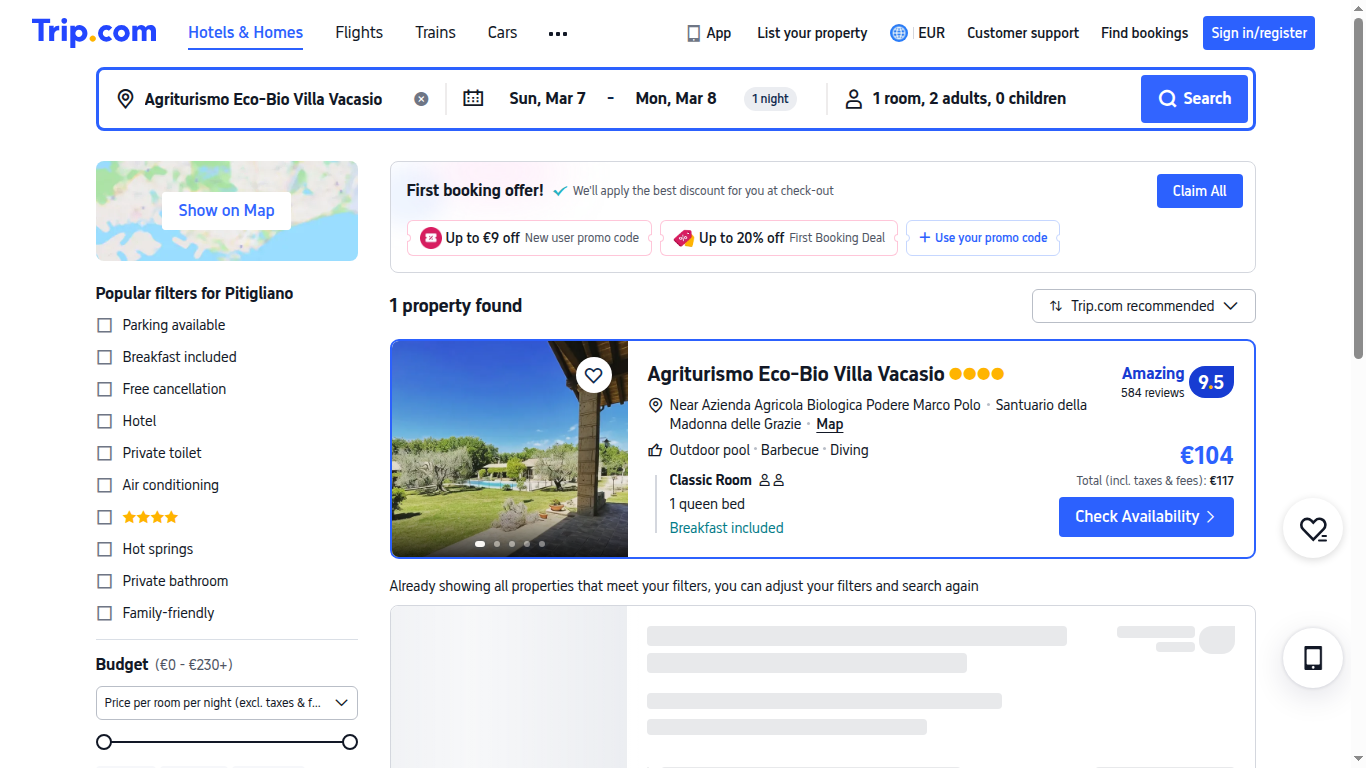 Trip.com
Hotels & Homes
Flights
Trains
Cars
App
List your property
EUR
Customer support
Find bookings
Sign in/register
Agriturismo Eco-Bio Villa Vacasio
Sun, Mar 7 - Mon, Mar 8
1 night
1 room, 2 adults, 0 children
Search
Show on Map
First booking offer!
We'll apply the best discount for you at check-out
Claim All
Up to €9 off New user promo code
Up to 20% off First Booking Deal
+ Use your promo code
Popular filters for Pitigliano
Parking available
Breakfast included
Free cancellation
Hotel
Private toilet
Air conditioning
Hot springs
Private bathroom
Family-friendly
Budget (€0 - €230+)
Price per room per night (excl. taxes & f...
1 property found
Trip.com recommended
Agriturismo Eco-Bio Villa Vacasio
Near Azienda Agricola Biologica Podere Marco Polo · Santuario della
Madonna delle Grazie · Map
Outdoor pool · Barbecue · Diving
Classic Room
1 queen bed
Breakfast included
Amazing
584 reviews
9.5
€104
Total (incl. taxes & fees): €117
Check Availability
Already showing all properties that meet your filters, you can adjust your filters and search again